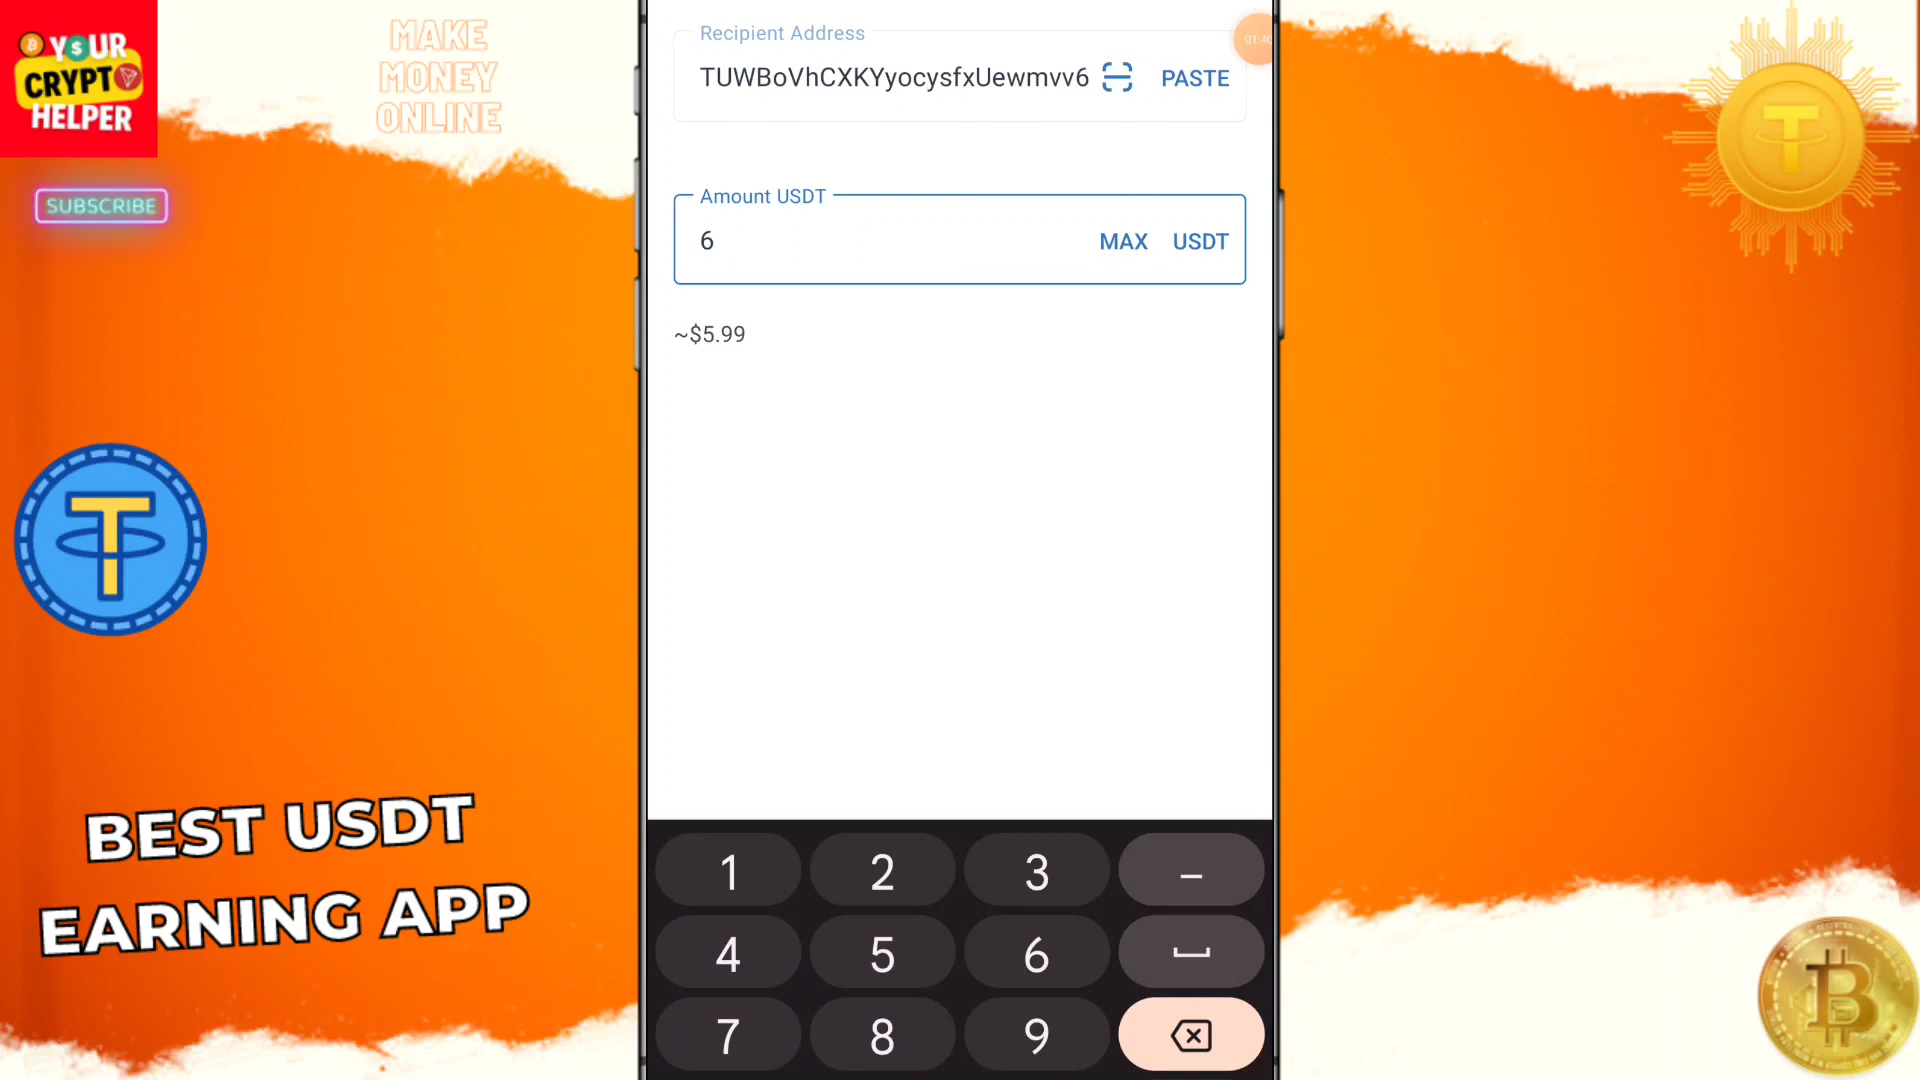 YOUR
CRYPTO
HELPER
SUBSCRIBE
MAKE
MONEY
ONLINE
BEST USDT
EARNING APP
Recipient Address
TUWBoVhCXKYyocysfxUewmvv6
PASTE
Amount USDT
6
MAX USDT
~$5.99
1 2 3 –
4 5 6
7 8 9